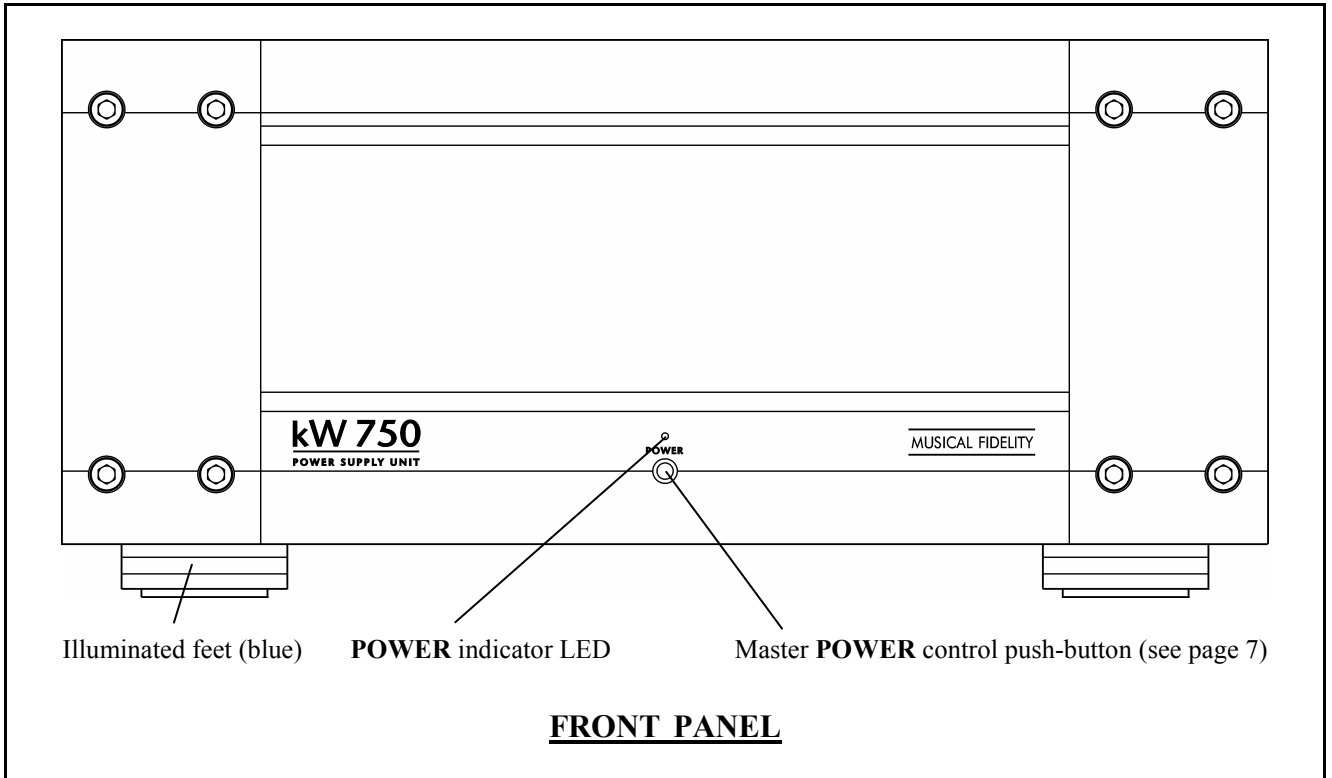 kW 750
POWER SUPPLY UNIT
POWER
MUSICAL FIDELITY
Illuminated feet (blue)
POWER indicator LED
Master POWER control push-button (see page 7)
FRONT PANEL